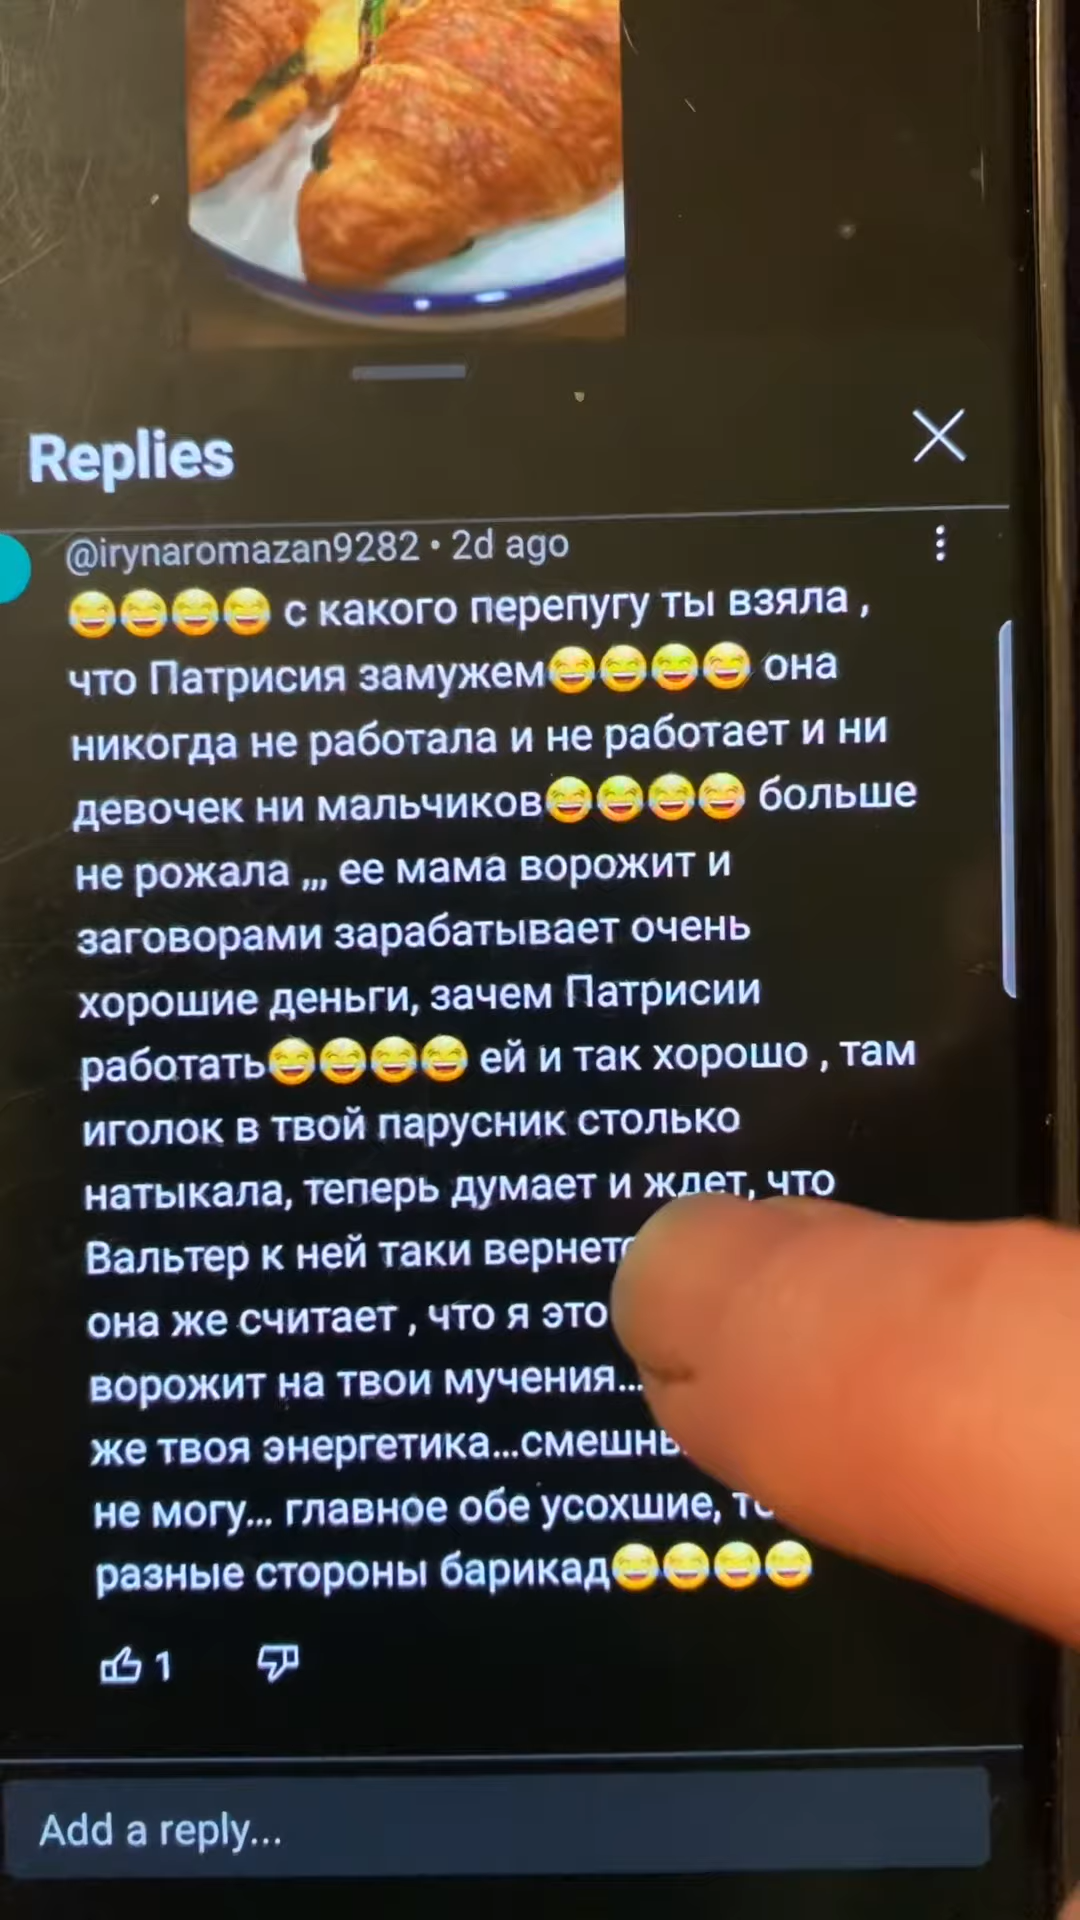 Replies
@irynaromazan9282 • 2d ago
😂😂😂😂 с какого перепугу ты взяла ,
что Патрисия замужем😂😂😂😂 она
никогда не работала и не работает и ни
девочек ни мальчиков😂😂😂😂 больше
не рожала ,,, ее мама ворожит и
заговорами зарабатывает очень
хорошие деньги, зачем Патрисии
работать😂😂😂😂 ей и так хорошо , там
иголок в твой парусник столько
натыкала, теперь думает и ждет, что
Вальтер к ней таки
она же считает , что я это
ворожит на твои мучения...
же твоя энергетика...
не могу... главное обе усохшие,
разные стороны барикад😂😂😂😂
1
Add a reply...